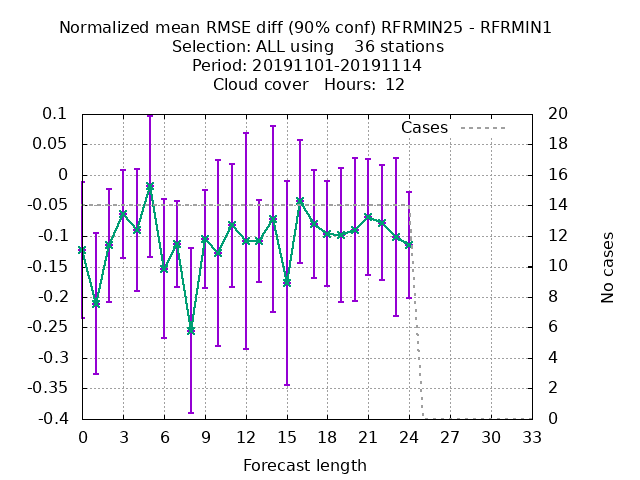 Normalized mean RMSE diff (90% conf) RFRMIN25 - RFRMIN1
Selection: ALL using    36 stations
Period: 20191101-20191114
Cloud cover   Hours:  12
Cases
0.1
0.05
0
-0.05
-0.1
-0.15
-0.2
-0.25
-0.3
-0.35
-0.4
20
18
16
14
12
10
8
6
4
2
0
No cases
0 3 6 9 12 15 18 21 24 27 30 33
Forecast length